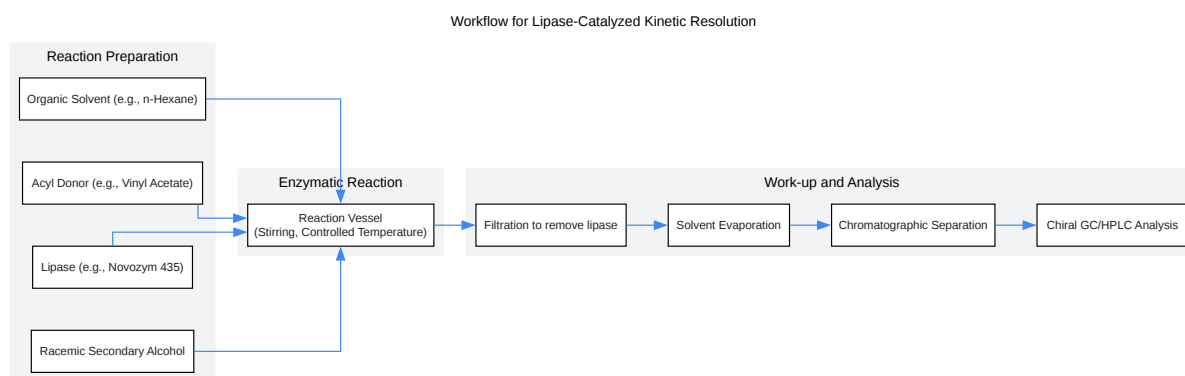 Workflow for Lipase-Catalyzed Kinetic Resolution
Reaction Preparation
Organic Solvent (e.g., n-Hexane)
Acyl Donor (e.g., Vinyl Acetate)
Lipase (e.g., Novozym 435)
Racemic Secondary Alcohol
Enzymatic Reaction
Reaction Vessel
(Stirring, Controlled Temperature)
Work-up and Analysis
Filtration to remove lipase
Solvent Evaporation
Chromatographic Separation
Chiral GC/HPLC Analysis